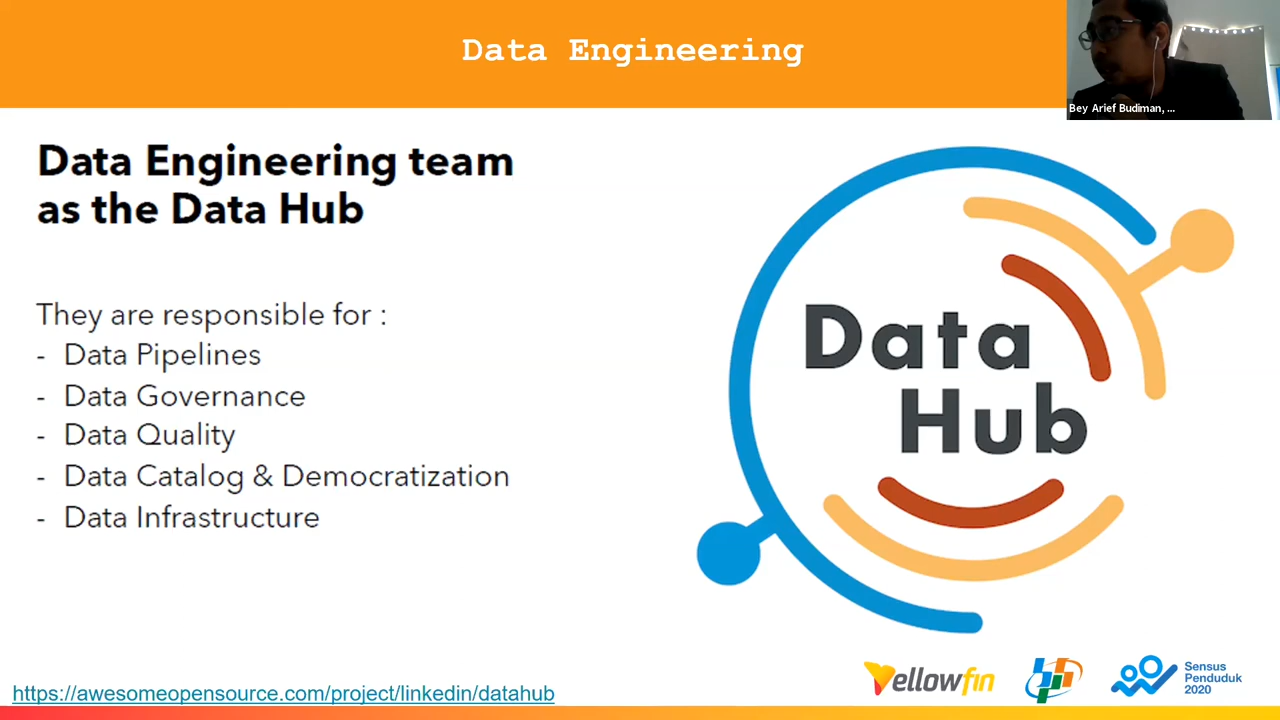 Data Engineering
Bey Arief Budiman, ...
Data Engineering team
as the Data Hub
They are responsible for :
- Data Pipelines
- Data Governance
- Data Quality
- Data Catalog & Democratization
- Data Infrastructure
Data
Hub
https://awesomeopensource.com/project/linkedin/datahub
Yellowfin
Sensus
Penduduk
2020